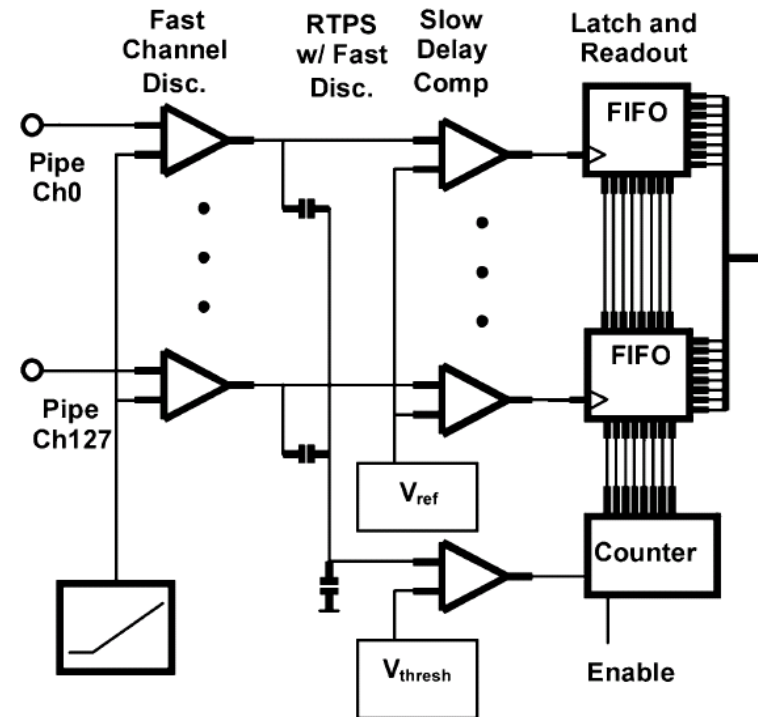 Fast
Channel
Disc.
RTPS
w/ Fast
Disc.
Slow
Delay
Comp
Latch and
Readout
FIFO
Pipe
Ch0
FIFO
Pipe
Ch127
Vref
Counter
Vthresh
Enable